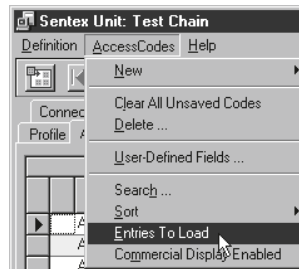 Sentex Unit: Test Chain
Definition AccessCodes Help
New
Clear All Unsaved Codes
Delete ...
User-Defined Fields ...
Search ...
Sort
Entries To Load
Commercial Display Enabled
Connec
Profile A
A
A